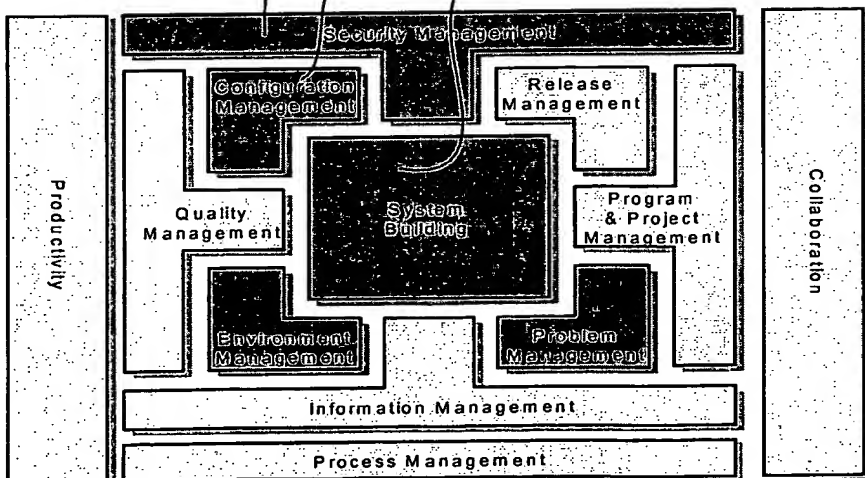 Security Management
Configuration
Management
Release
Management
Productivity
Quality
Management
System
Building
Program
& Project
Management
Collaboration
Environment
Management
Problem
Management
Information Management
Process Management